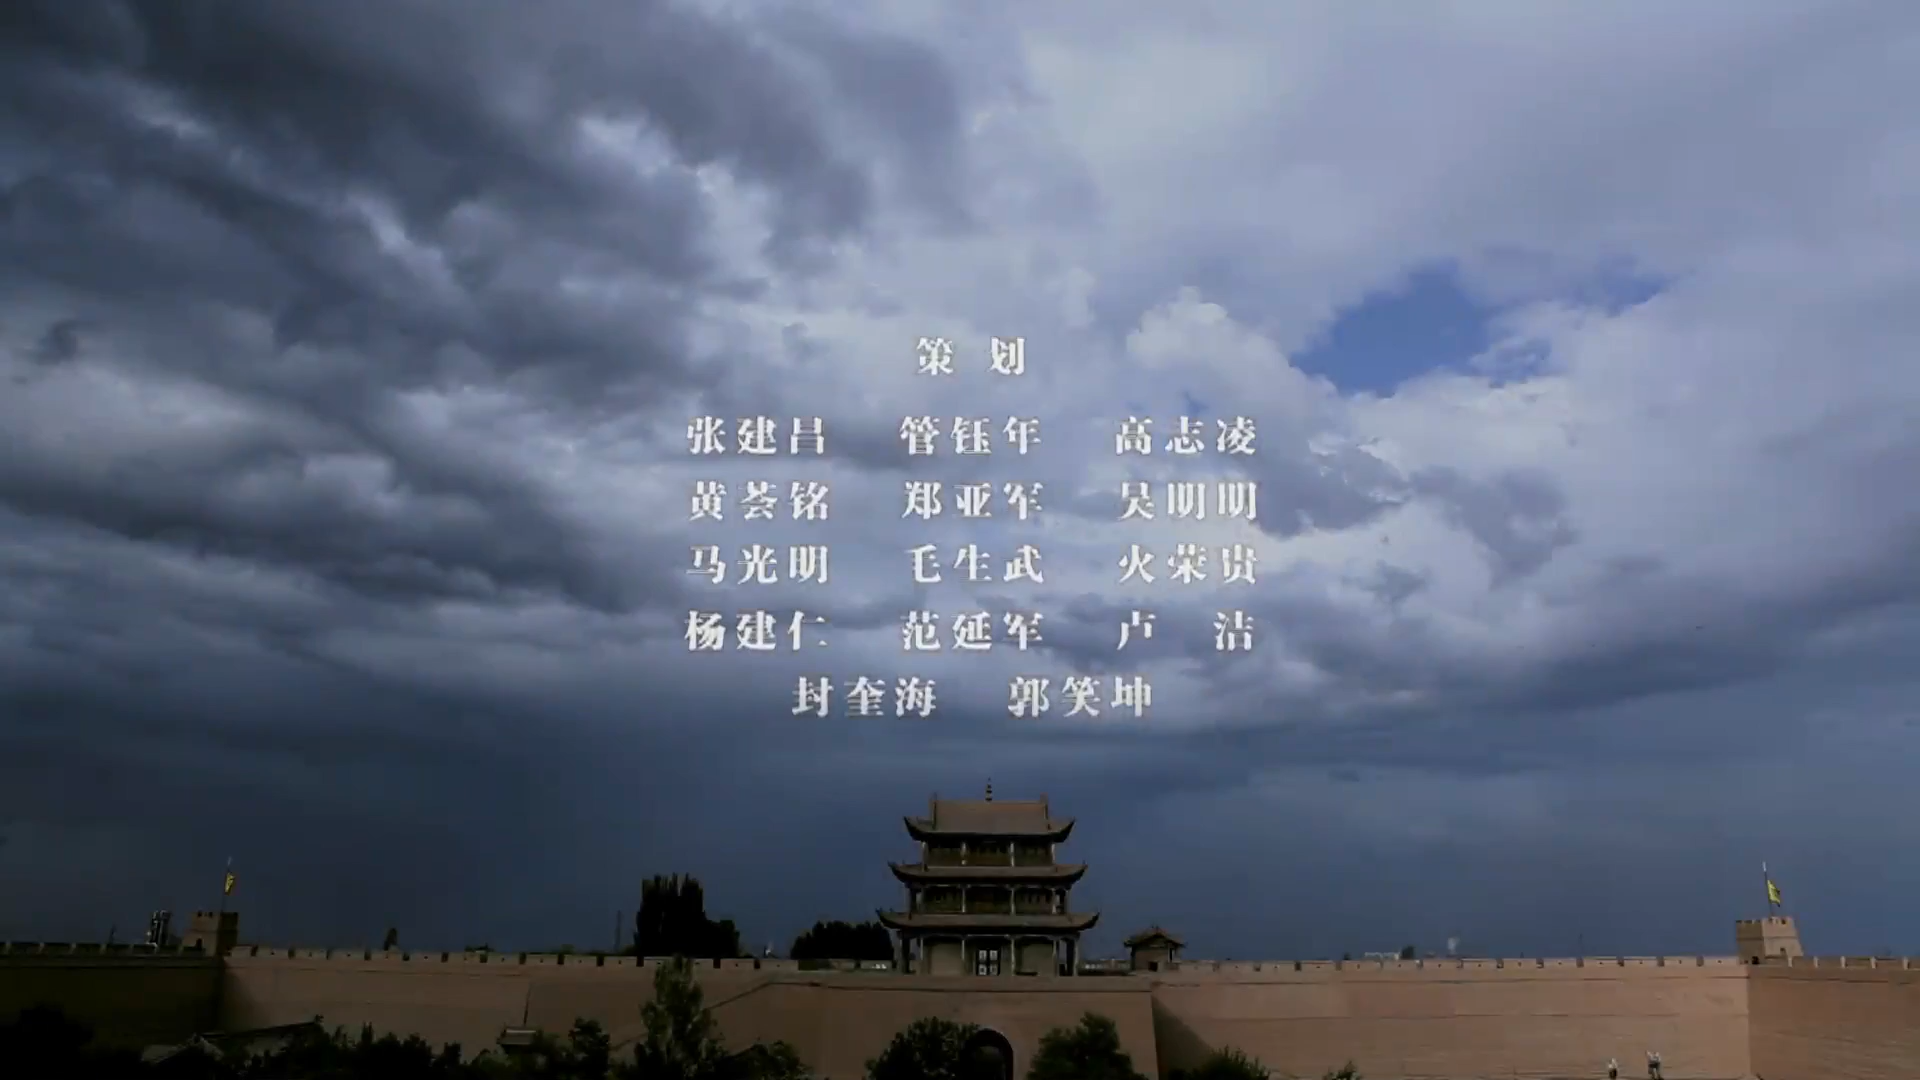 策 划
张建昌 管钰年 高志凌
黄荟铭 郑亚军 吴明明
马光明 毛生武 火荣贵
杨建仁 范延军 卢 洁
封奎海 郭笑坤